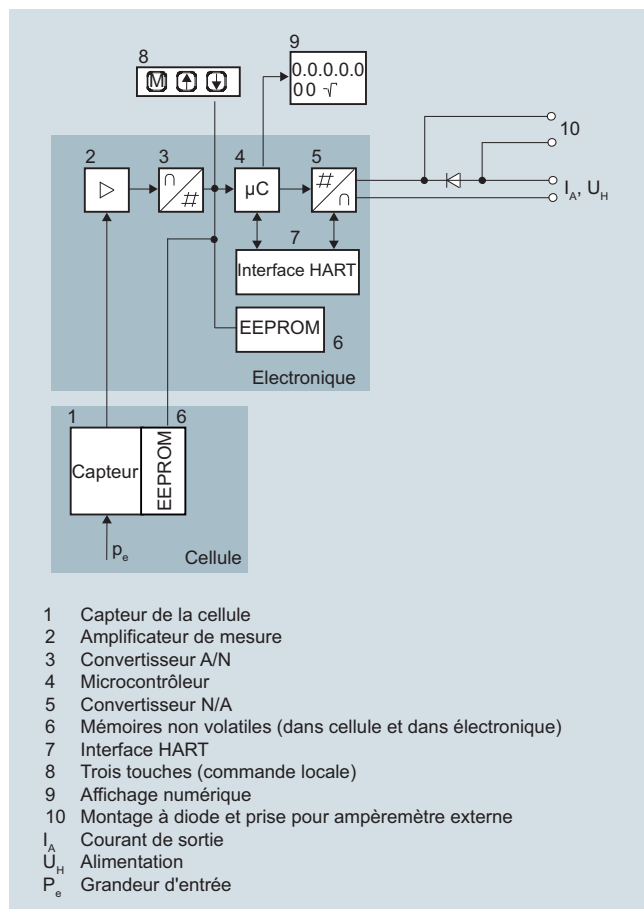 8
9
M
0.0.0.0.0
00 √
10
2
3
4
5
∩
#
µC
#
∩
I_A, U_H
7
Interface HART
EEPROM
6
Electronique
1
6
Capteur
EEPROM
p_e
Cellule
1 Capteur de la cellule
2 Amplificateur de mesure
3 Convertisseur A/N
4 Microcontrôleur
5 Convertisseur N/A
6 Mémoires non volatiles (dans cellule et dans électronique)
7 Interface HART
8 Trois touches (commande locale)
9 Affichage numérique
10 Montage à diode et prise pour ampèremètre externe
I_A Courant de sortie
U_H Alimentation
P_e Grandeur d'entrée